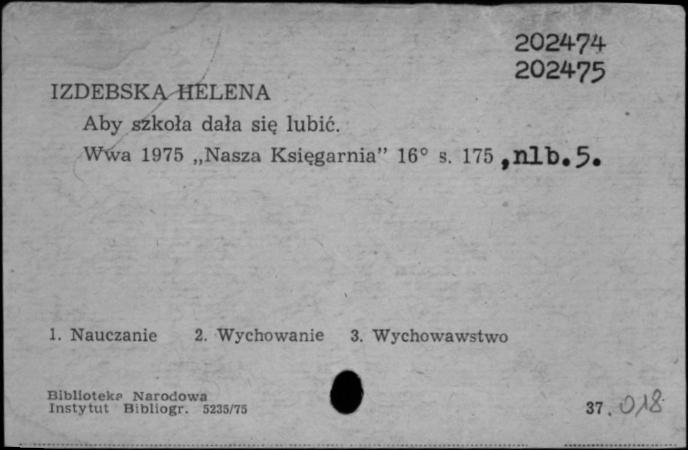 202474
202475
IZDEBSKA HELENA
Aby szkoła dała się lubić.
Wwa 1975 „Nasza Księgarnia” 16° s. 175, nlb. 5.
1. Nauczanie 2. Wychowanie 3. Wychowawstwo
Biblioteka Narodowa
Instytut Bibliogr. 5235/75
37. 018